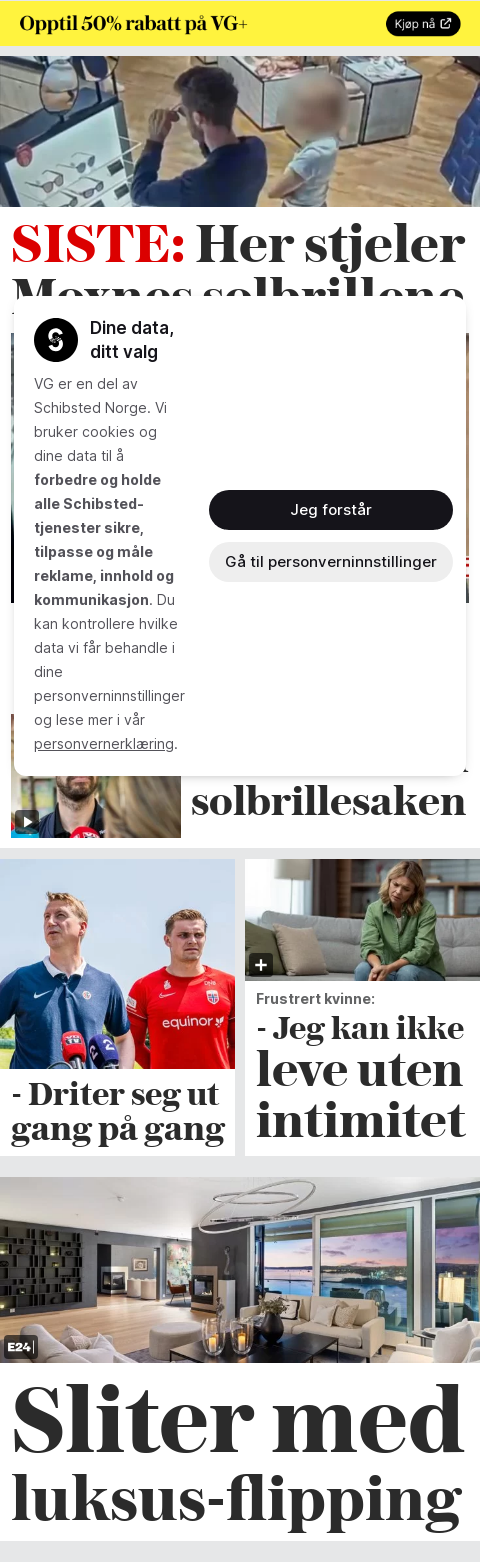 Opptil 50% rabatt på VG+
Kjøp nå
SISTE: Her stjeler
Moxnes solbrillene
Dine data,
ditt valg
VG er en del av
Schibsted Norge. Vi
bruker cookies og
dine data til å
forbedre og holde
alle Schibsted-
tjenester sikre,
tilpasse og måle
reklame, innhold og
kommunikasjon. Du
kan kontrollere hvilke
data vi får behandle i
dine
personverninnstillinger
og lese mer i vår
personvernerklæring.
Jeg forstår
Gå til personverninnstillinger
solbrillesaken
equinor
- Driter seg ut
gang på gang
Frustrert kvinne:
- Jeg kan ikke
leve uten
intimitet
E24
Sliter med
luksus-flipping